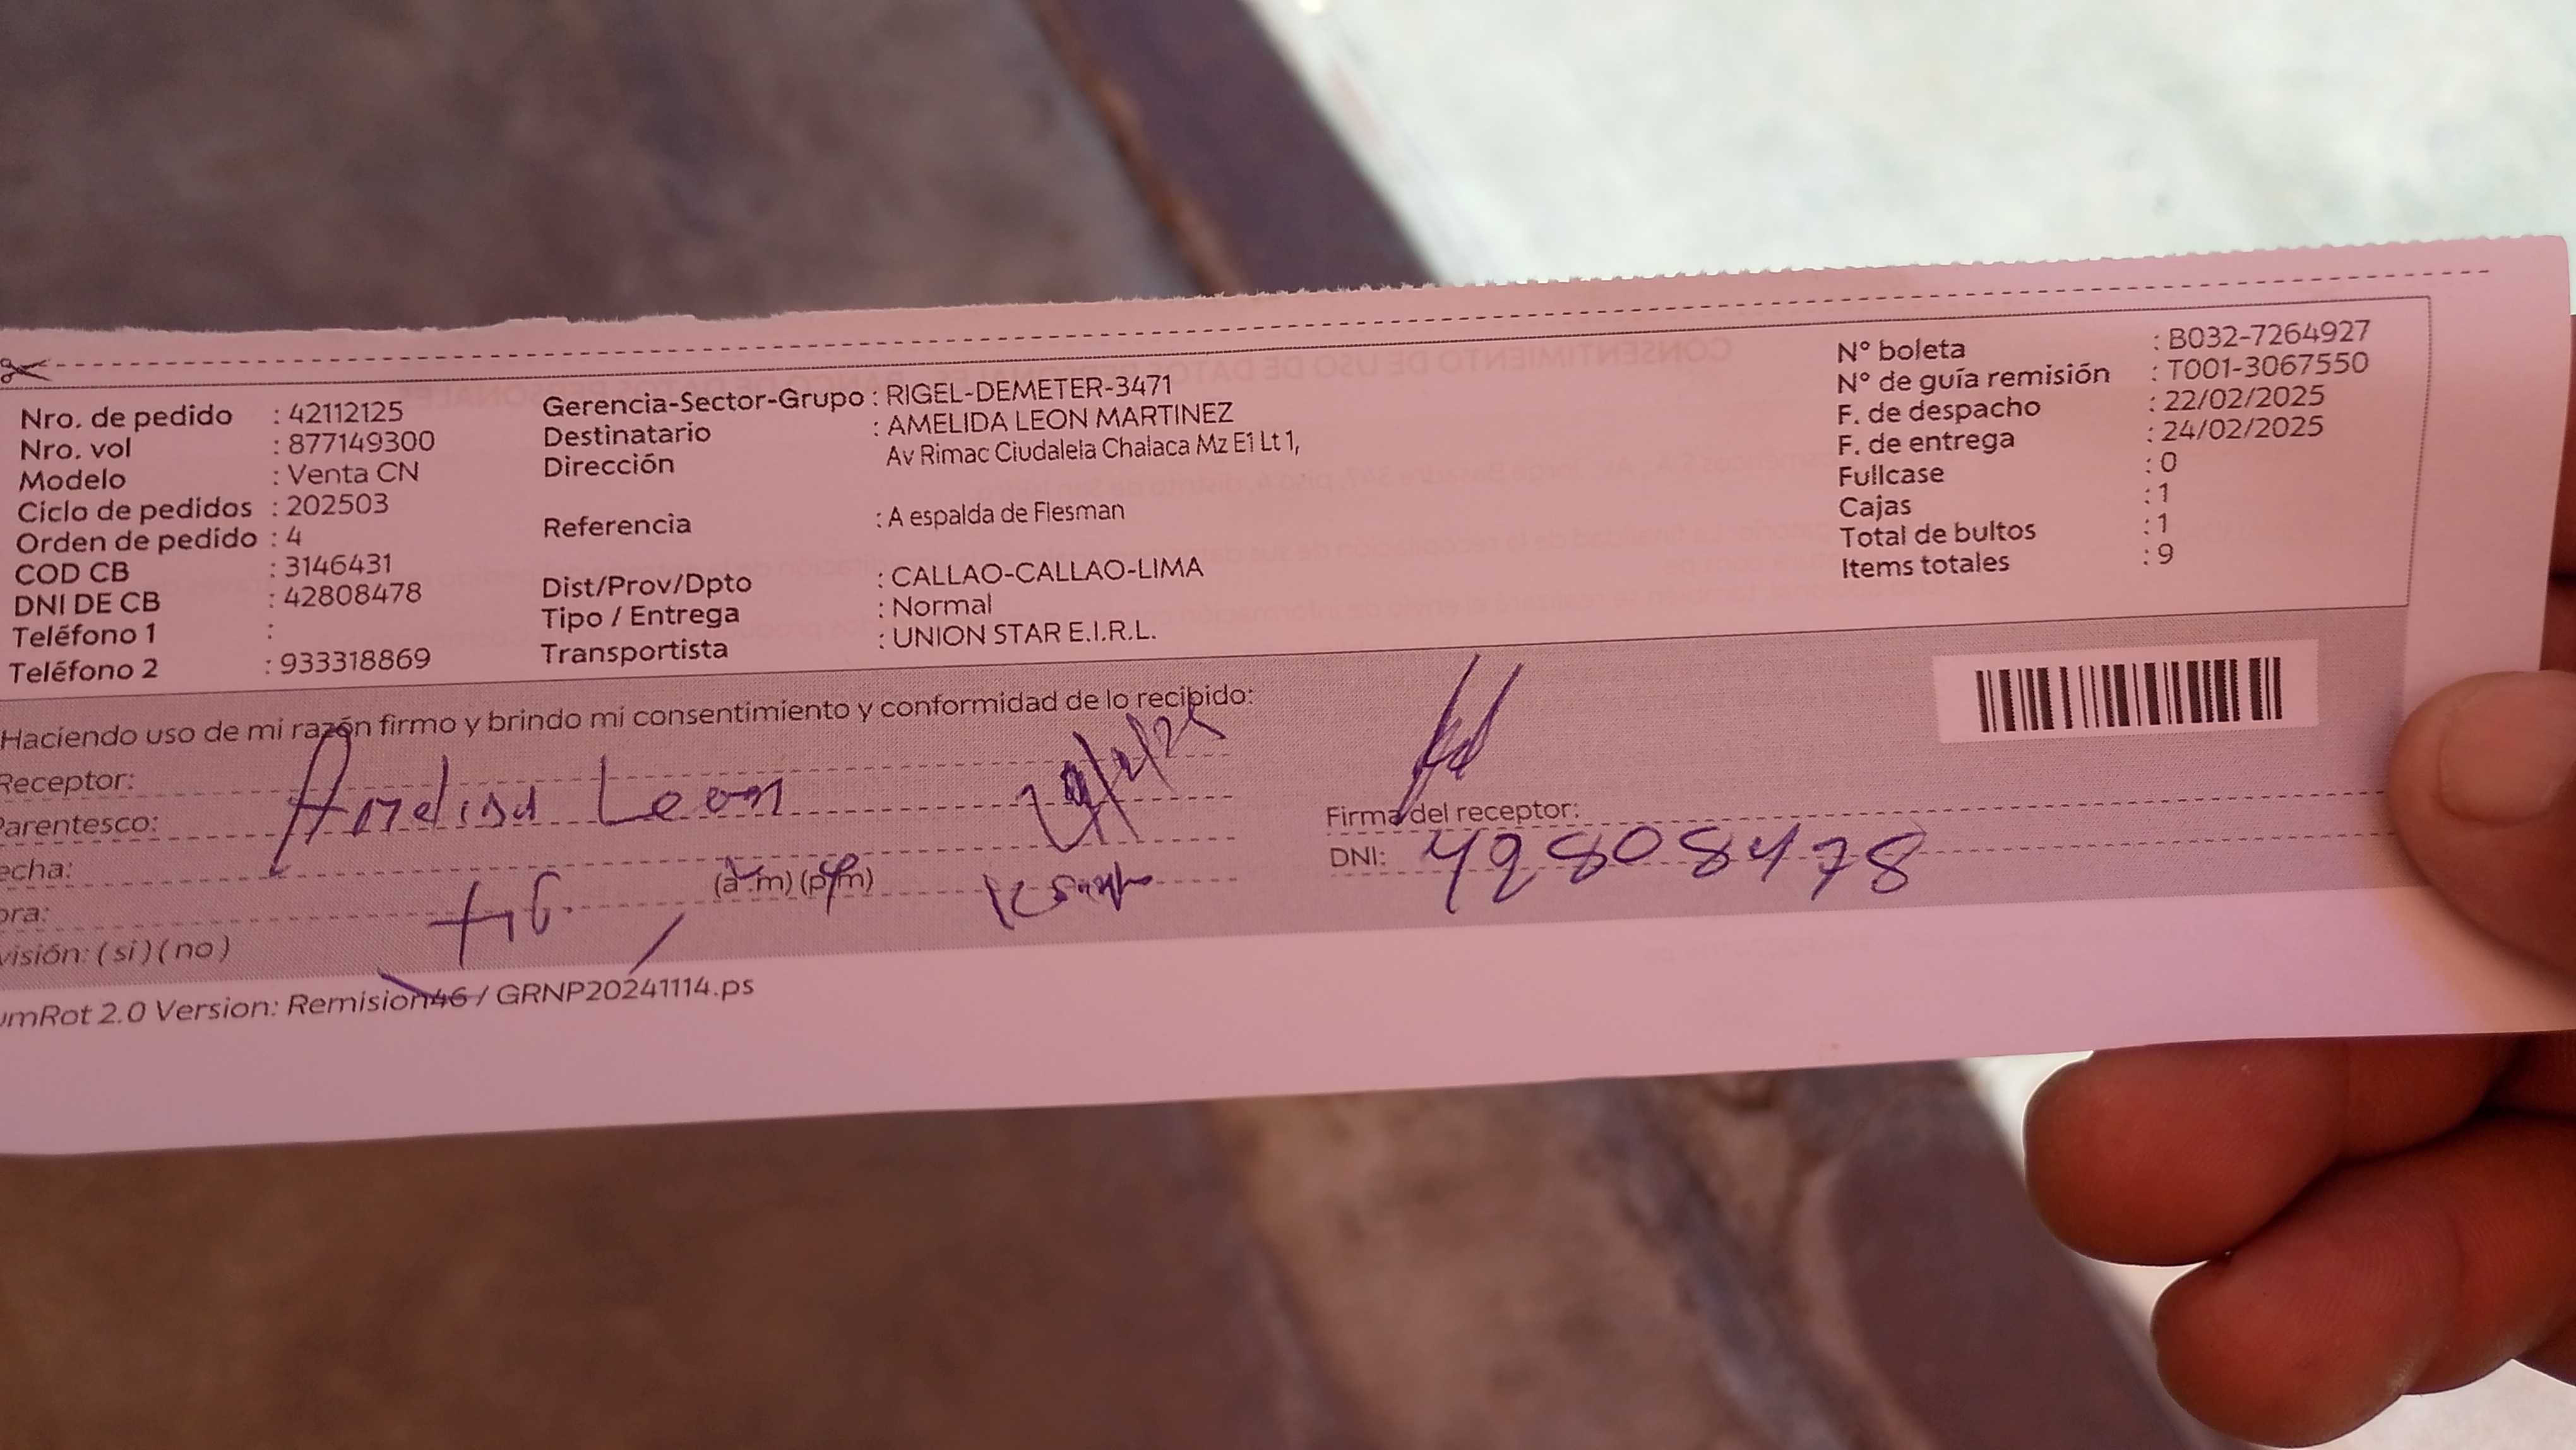 Nro. de pedido : 42112125
Nro. vol : 877149300
Modelo : Venta CN
Ciclo de pedidos : 202503
Orden de pedido : 4
COD CB : 3146431
DNI DE CB : 42808478
Teléfono 1 :
Teléfono 2 : 933318869
Gerencia-Sector-Grupo : RIGEL-DEMETER-3471
Destinatario : AMELIDA LEON MARTINEZ
Dirección Av Rimac Ciudalela Chalaca Mz E1 Lt 1,
Referencia : A espalda de Flesman
Dist/Prov/Dpto : CALLAO-CALLAO-LIMA
Tipo / Entrega : Normal
Transportista : UNION STAR E.I.R.L.
N° boleta : B032-7264927
N° de guía remisión : T001-3067550
F. de despacho : 22/02/2025
F. de entrega : 24/02/2025
Fullcase : 0
Cajas : 1
Total de bultos : 1
Items totales : 9
Haciendo uso de mi razón firmo y brindo mi consentimiento y conformidad de lo recibido:
Receptor:
Parentesco: Leon
echa:
ora: (a.m) (p.m)
visión: ( si ) ( no )
Firma del receptor:
DNI: 42808478
umRot 2.0 Version: Remision46 / GRNP20241114.ps